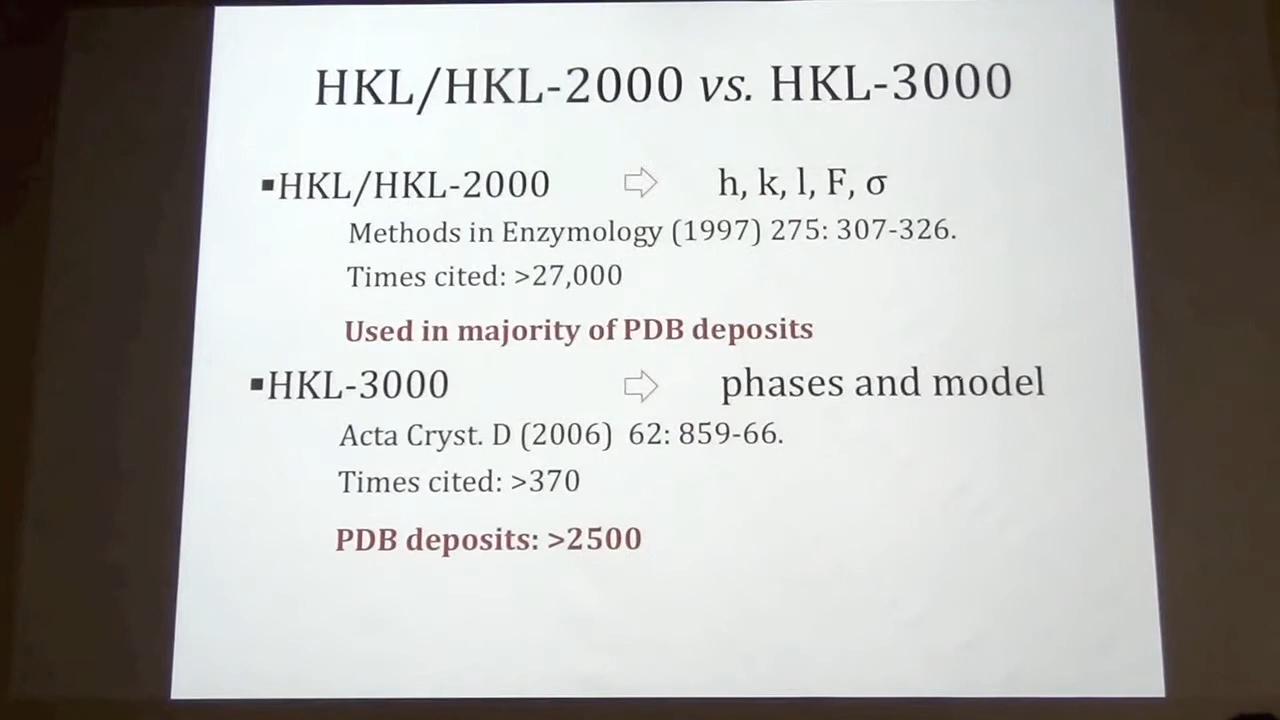 HKL/HKL-2000 vs. HKL-3000
▪HKL/HKL-2000 ⇨ h, k, l, F, σ
Methods in Enzymology (1997) 275: 307-326.
Times cited: >27,000
Used in majority of PDB deposits
▪HKL-3000 ⇨ phases and model
Acta Cryst. D (2006) 62: 859-66.
Times cited: >370
PDB deposits: >2500